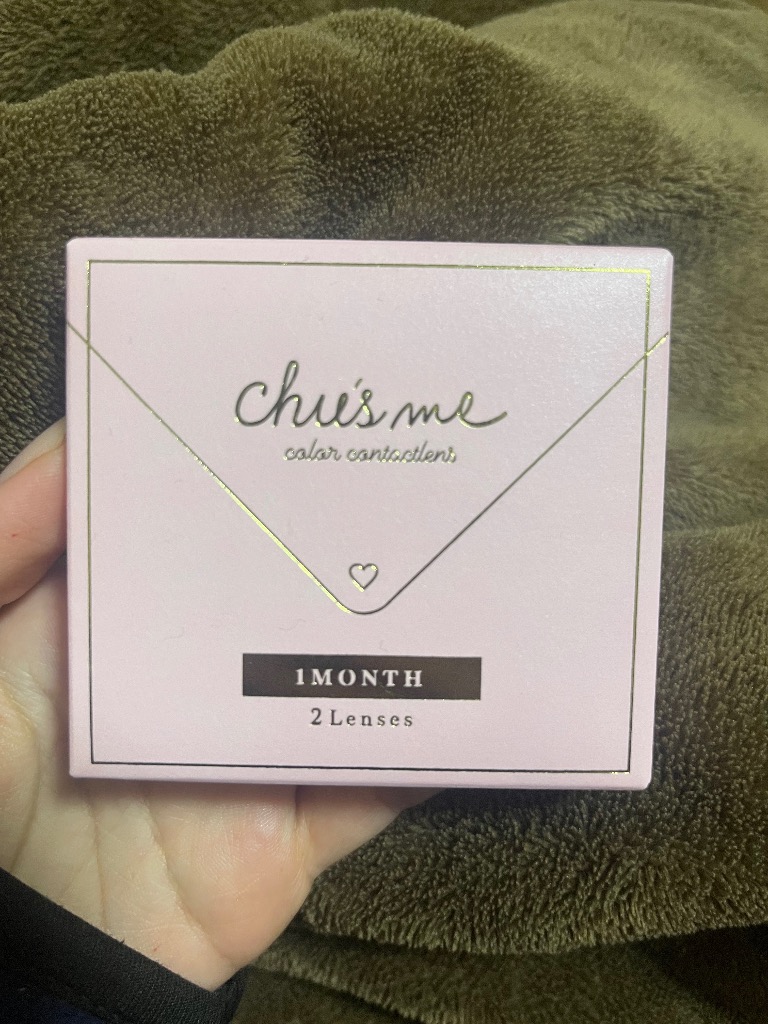 chu's me
color contactlens
1MONTH
2 Lenses